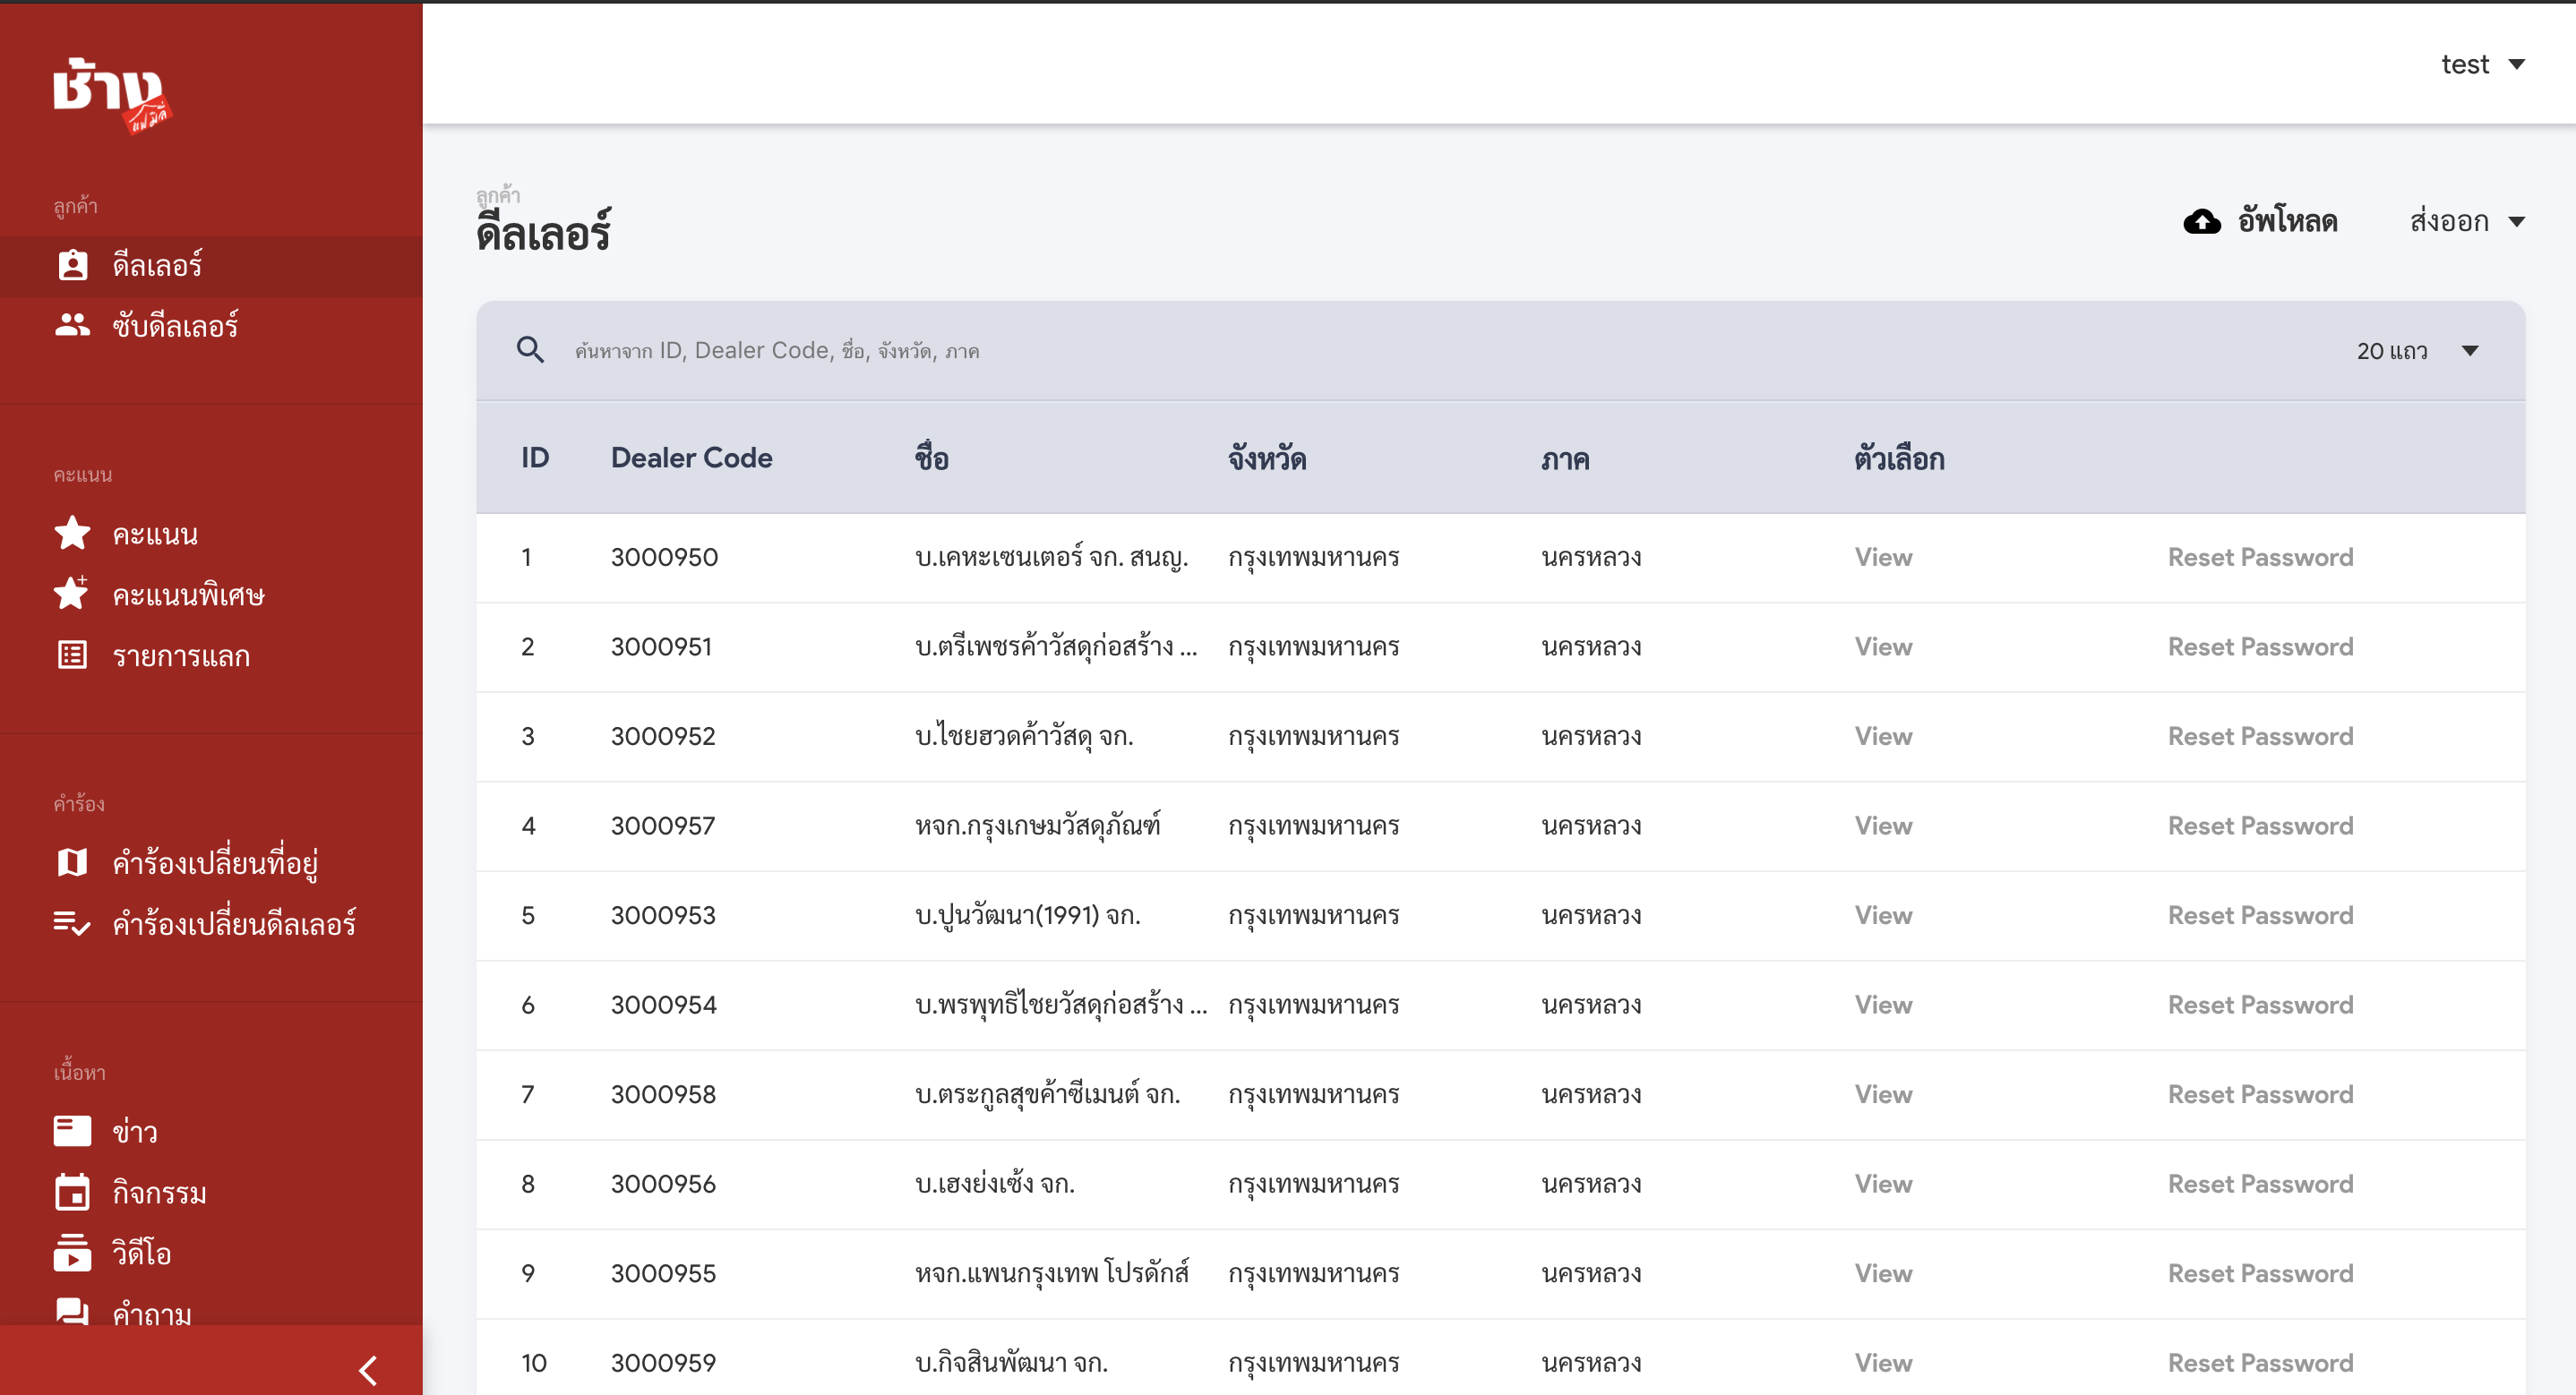 ช้าง
แฟมิลี่
test
ลูกค้า
ดีลเลอร์
ซับดีลเลอร์
คะแนน
คะแนน
คะแนนพิเศษ
รายการแลก
คำร้อง
คำร้องเปลี่ยนที่อยู่
คำร้องเปลี่ยนดีลเลอร์
เนื้อหา
ข่าว
กิจกรรม
วิดีโอ
คำถาม
ลูกค้า
ดีลเลอร์
อัพโหลด ส่งออก
ค้นหาจาก ID, Dealer Code, ชื่อ, จังหวัด, ภาค 20 แถว
ID Dealer Code ชื่อ จังหวัด ภาค ตัวเลือก
1 3000950 บ.เคหะเซนเตอร์ จก. สนญ. กรุงเทพมหานคร นครหลวง View Reset Password
2 3000951 บ.ตรีเพชรค้าวัสดุก่อสร้าง ... กรุงเทพมหานคร นครหลวง View Reset Password
3 3000952 บ.ไชยฮวดค้าวัสดุ จก. กรุงเทพมหานคร นครหลวง View Reset Password
4 3000957 หจก.กรุงเกษมวัสดุภัณฑ์ กรุงเทพมหานคร นครหลวง View Reset Password
5 3000953 บ.ปูนวัฒนา(1991) จก. กรุงเทพมหานคร นครหลวง View Reset Password
6 3000954 บ.พรพุทธิไชยวัสดุก่อสร้าง ... กรุงเทพมหานคร นครหลวง View Reset Password
7 3000958 บ.ตระกูลสุขค้าซีเมนต์ จก. กรุงเทพมหานคร นครหลวง View Reset Password
8 3000956 บ.เฮงย่งเซ้ง จก. กรุงเทพมหานคร นครหลวง View Reset Password
9 3000955 หจก.แพนกรุงเทพ โปรดักส์ กรุงเทพมหานคร นครหลวง View Reset Password
10 3000959 บ.กิจสินพัฒนา จก. กรุงเทพมหานคร นครหลวง View Reset Password